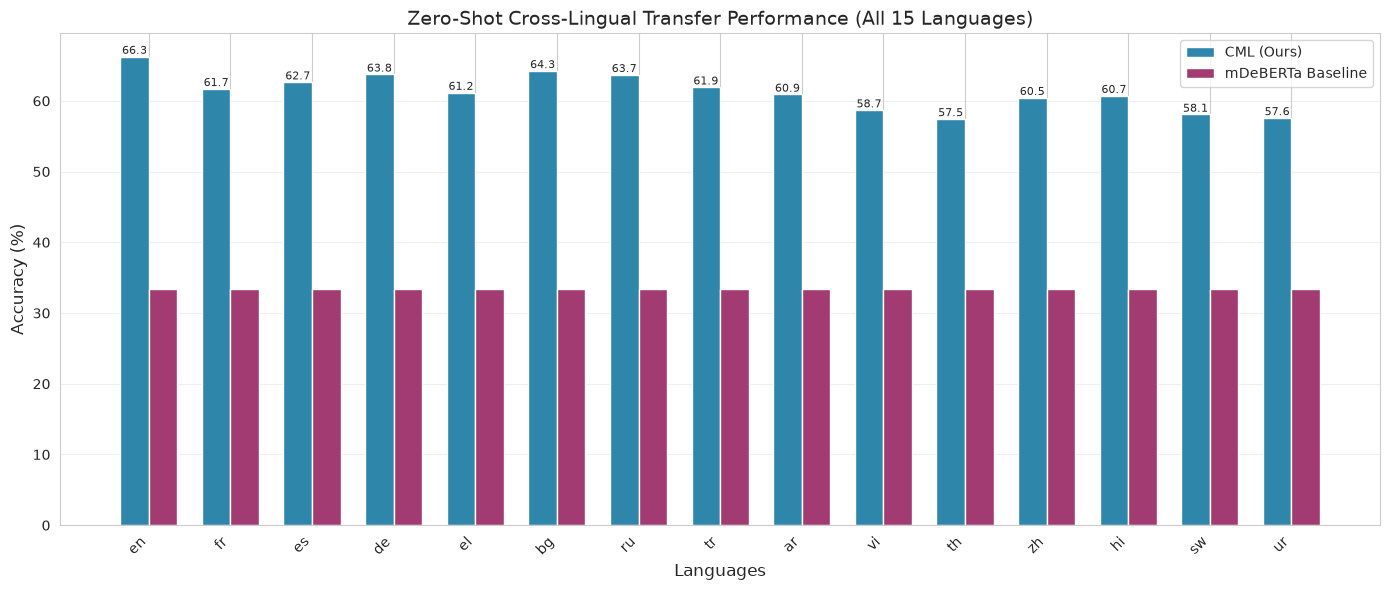 Zero-Shot Cross-Lingual Transfer Performance (All 15 Languages)
CML (Ours)
mDeBERTa Baseline
66.3
61.7
62.7
63.8
61.2
64.3
63.7
61.9
60.9
58.7
57.5
60.5
60.7
58.1
57.6
Accuracy (%)
60
50
40
30
20
10
0
en
fr
es
de
el
bg
ru
tr
ar
vi
th
zh
hi
sw
ur
Languages